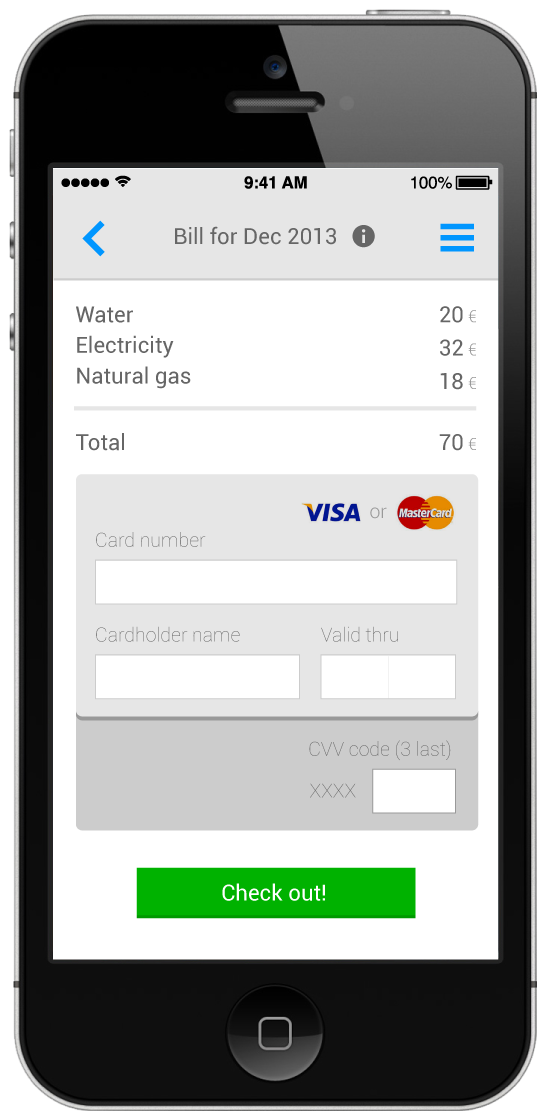 9:41 AM 100%
Bill for Dec 2013 i
Water 20 €
Electricity 32 €
Natural gas 18 €
Total 70 €
VISA or MasterCard
Card number
Cardholder name Valid thru
CVV code (3 last)
XXXX
Check out!